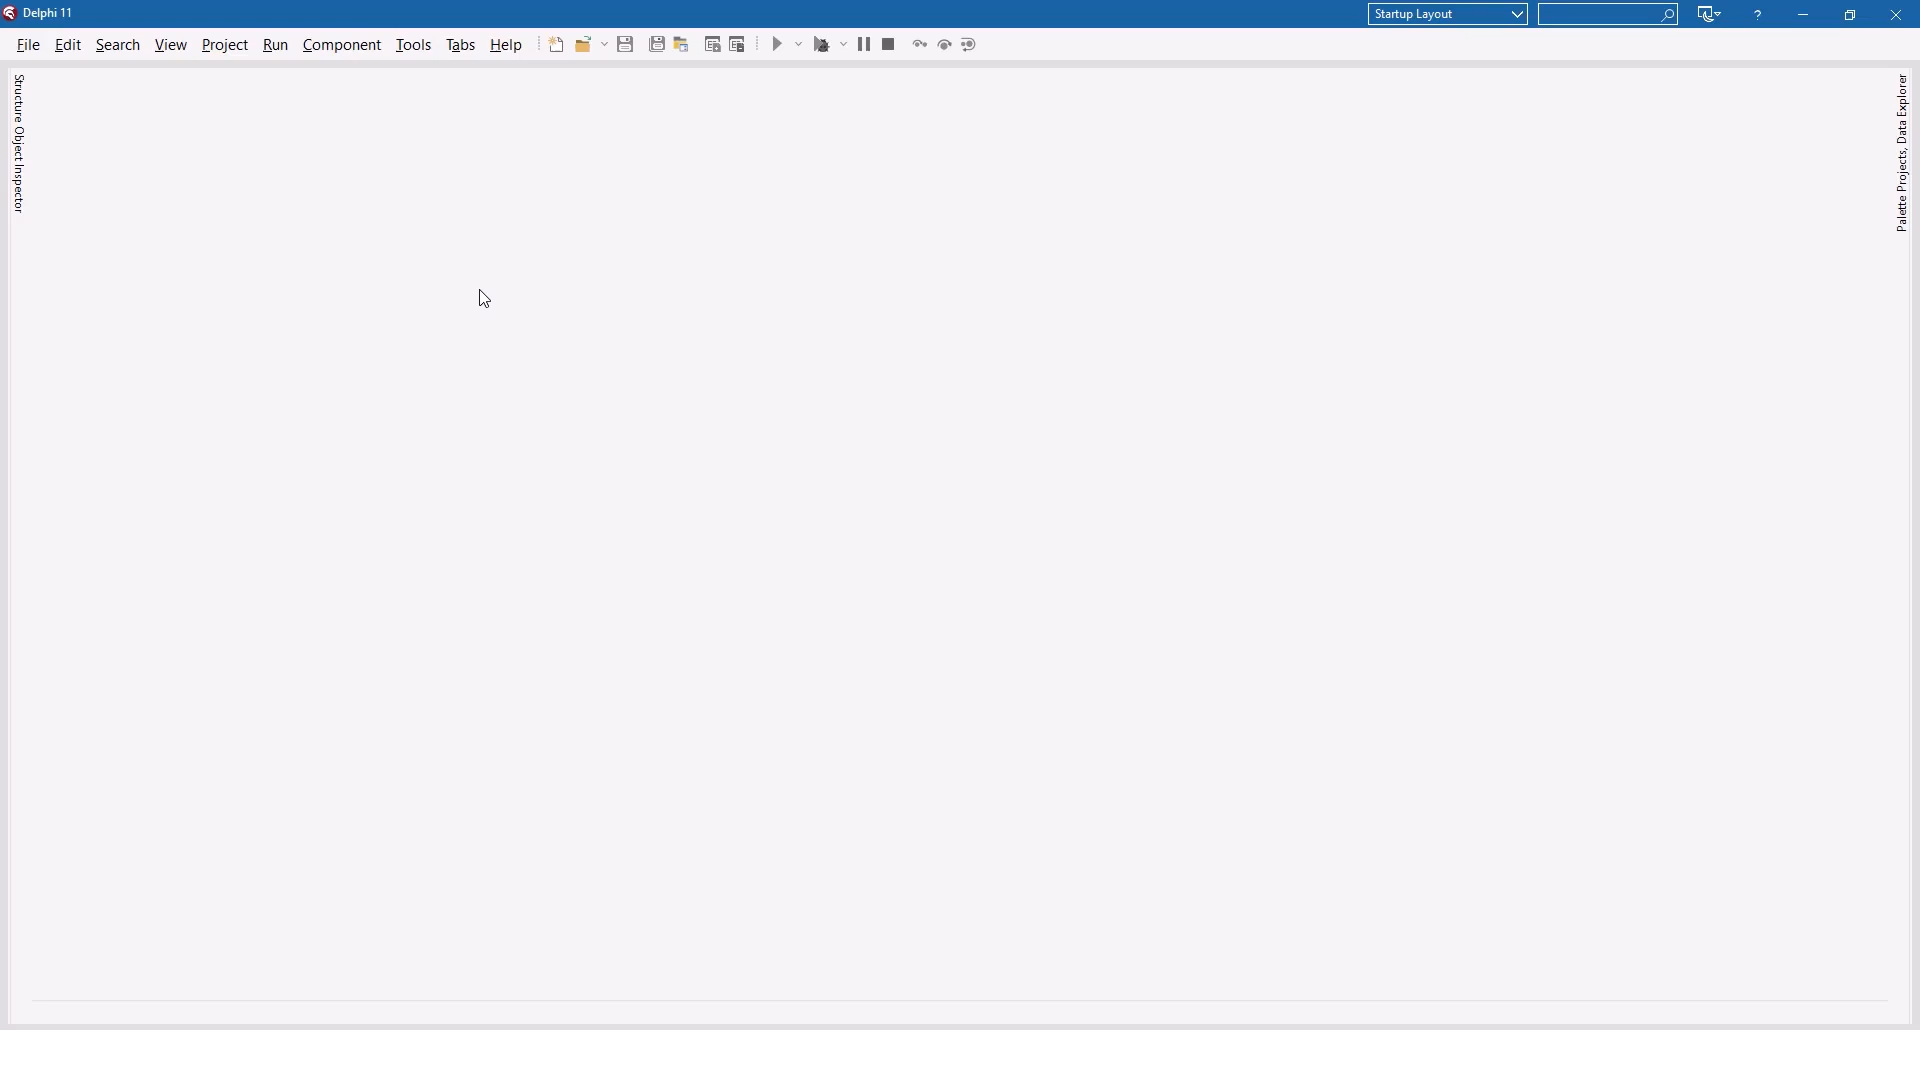 Delphi 11
Startup Layout
?
File Edit Search View Project Run Component Tools Tabs Help
Structure Object Inspector
Palette Projects, Data Explorer